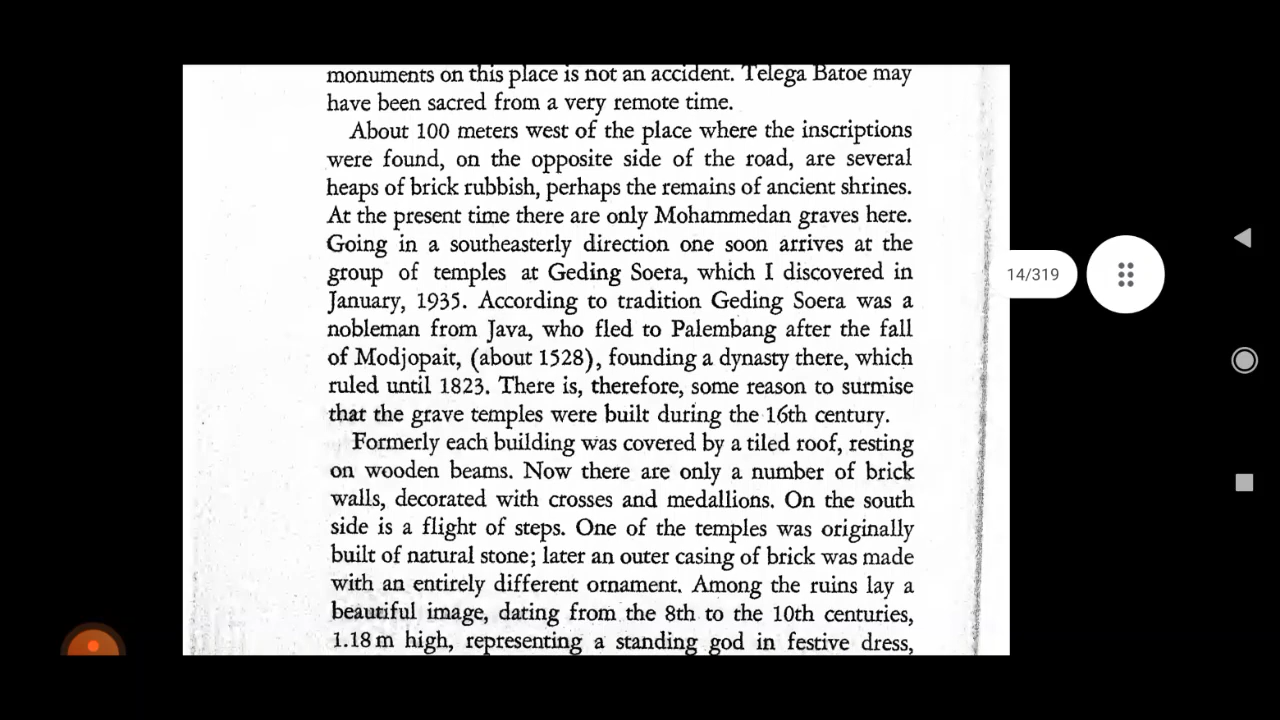 monuments on this place is not an accident. Telega Batoe may
have been sacred from a very remote time.
About 100 meters west of the place where the inscriptions
were found, on the opposite side of the road, are several
heaps of brick rubbish, perhaps the remains of ancient shrines.
At the present time there are only Mohammedan graves here.
Going in a southeasterly direction one soon arrives at the
group of temples at Geding Soera, which I discovered in
January, 1935. According to tradition Geding Soera was a
nobleman from Java, who fled to Palembang after the fall
of Modjopait, (about 1528), founding a dynasty there, which
ruled until 1823. There is, therefore, some reason to surmise
that the grave temples were built during the 16th century.
Formerly each building was covered by a tiled roof, resting
on wooden beams. Now there are only a number of brick
walls, decorated with crosses and medallions. On the south
side is a flight of steps. One of the temples was originally
built of natural stone; later an outer casing of brick was made
with an entirely different ornament. Among the ruins lay a
beautiful image, dating from the 8th to the 10th centuries,
1.18 m high, representing a standing god in festive dress,
14/319